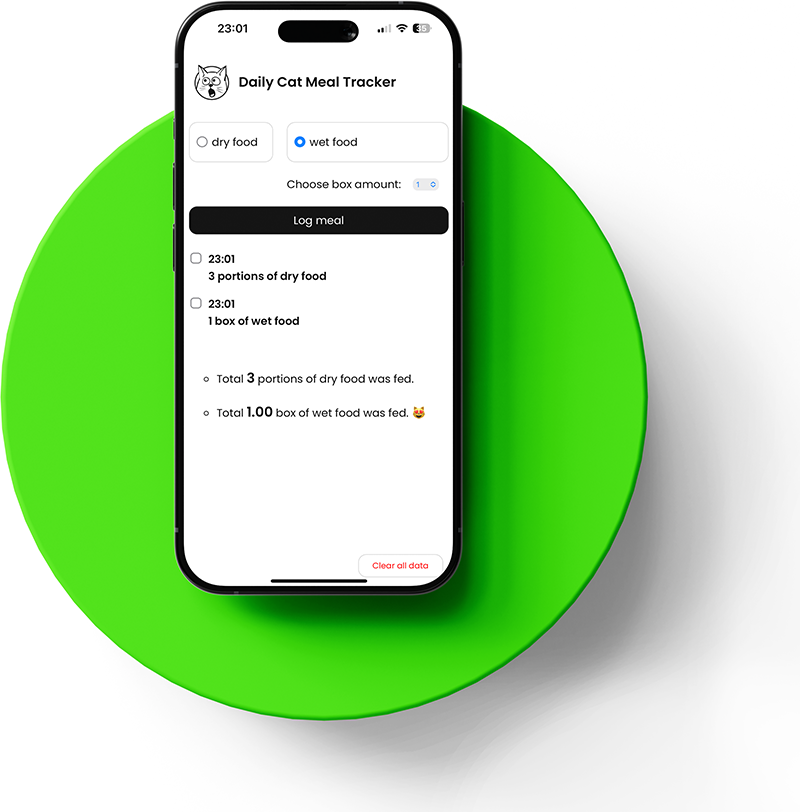 23:01
35
Daily Cat Meal Tracker
dry food
wet food
Choose box amount: 1
Log meal
23:01
3 portions of dry food
23:01
1 box of wet food
Total 3 portions of dry food was fed.
Total 1.00 box of wet food was fed. 😻
Clear all data